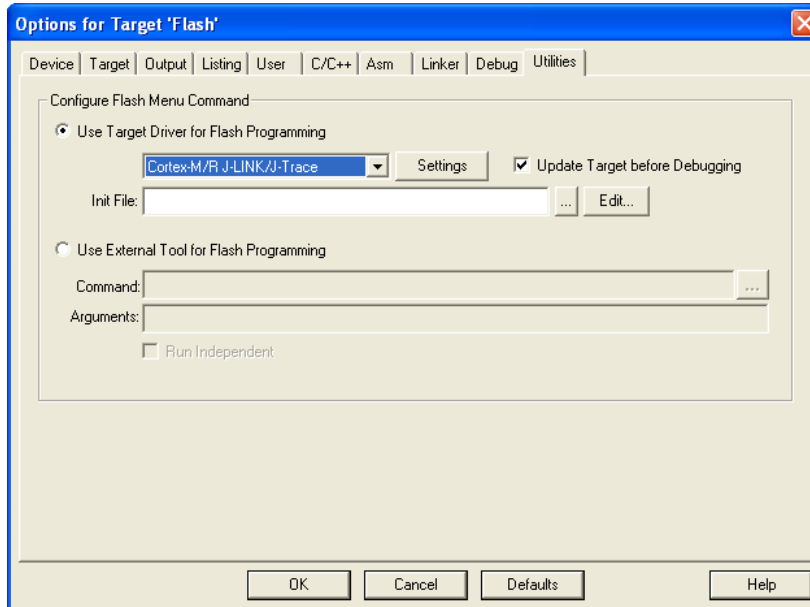 Options for Target 'Flash'
Device Target Output Listing User C/C++ Asm Linker Debug Utilities
Configure Flash Menu Command
Use Target Driver for Flash Programming
Cortex-M/R J-LINK/J-Trace Settings Update Target before Debugging
Init File: ... Edit...
Use External Tool for Flash Programming
Command: ...
Arguments:
Run Independent
OK Cancel Defaults Help